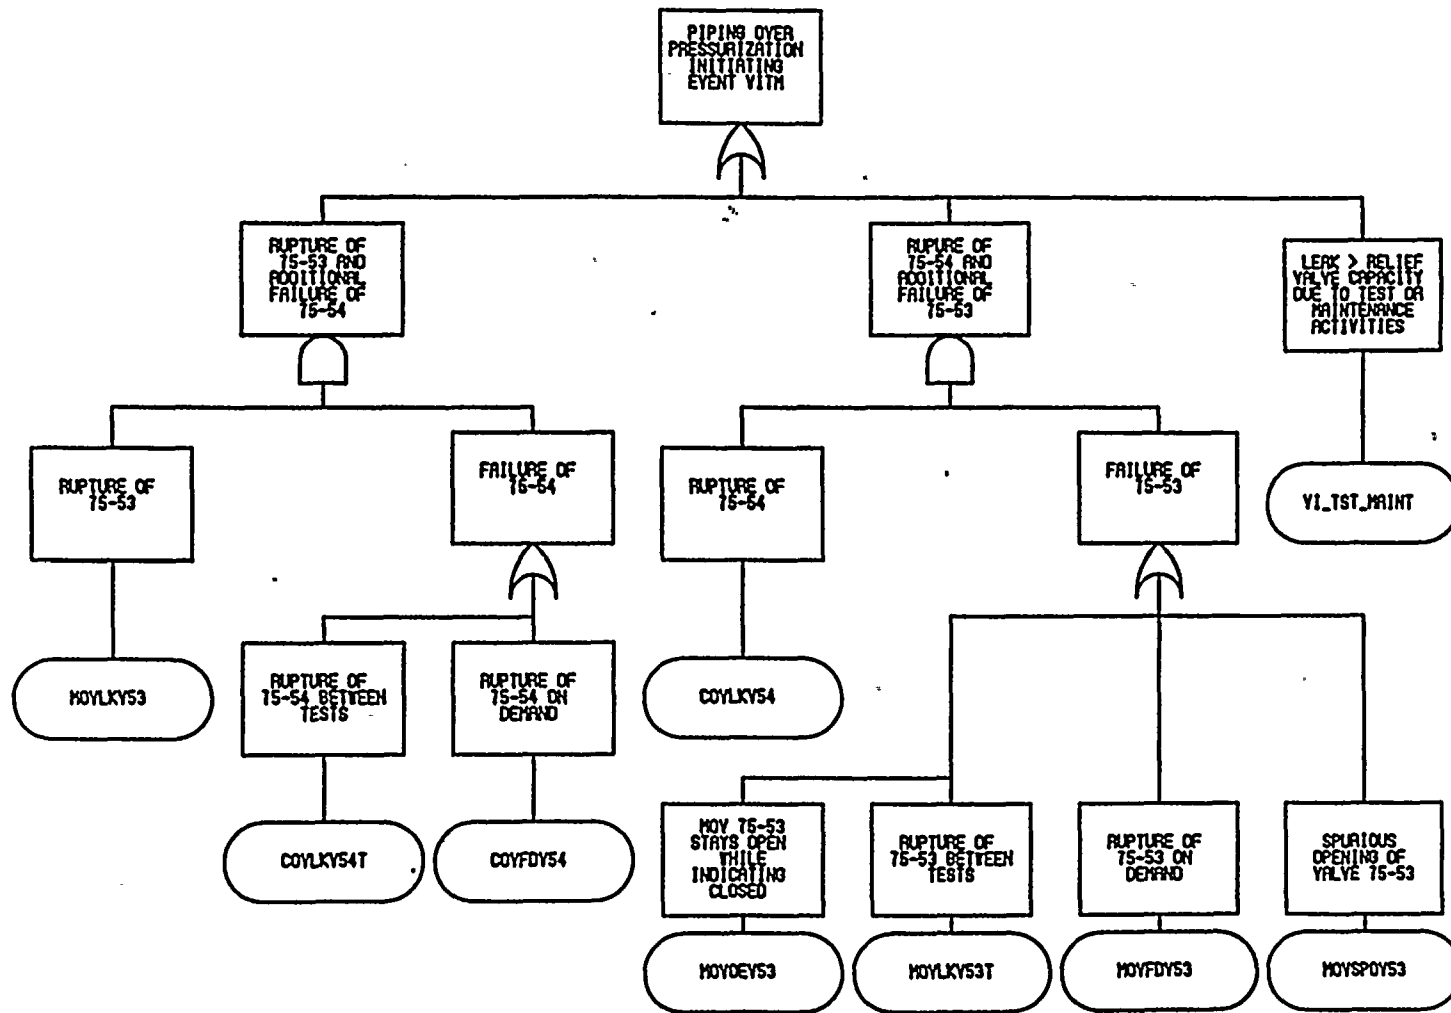 PIPING OVER
PRESSURIZATION
INITIATING
EVENT VITM
RUPTURE OF
75-53 AND
ADDITIONAL
FAILURE OF
75-54
RUPURE OF
75-54 AND
ADDITIONAL
FAILURE OF
75-53
LEAK > RELIEF
VALVE CAPACITY
DUE TO TEST OR
MAINTENANCE
ACTIVITIES
RUPTURE OF
75-53
FAILURE OF
75-54
RUPTURE OF
75-54
FAILURE OF
75-53
VI_TST_MAINT
MOVLKV53
RUPTURE OF
75-54 BETWEEN
TESTS
RUPTURE OF
75-54 ON
DEMAND
COVLKV54
COVLKV54T
COVFDV54
MOV 75-53
STAYS OPEN
WHILE
INDICATING
CLOSED
RUPTURE OF
75-53 BETWEEN
TESTS
RUPTURE OF
75-53 ON
DEMAND
SPURIOUS
OPENING OF
VALVE 75-53
MOVOEV53
MOVLKV53T
MOVFDV53
MOVSPOV53